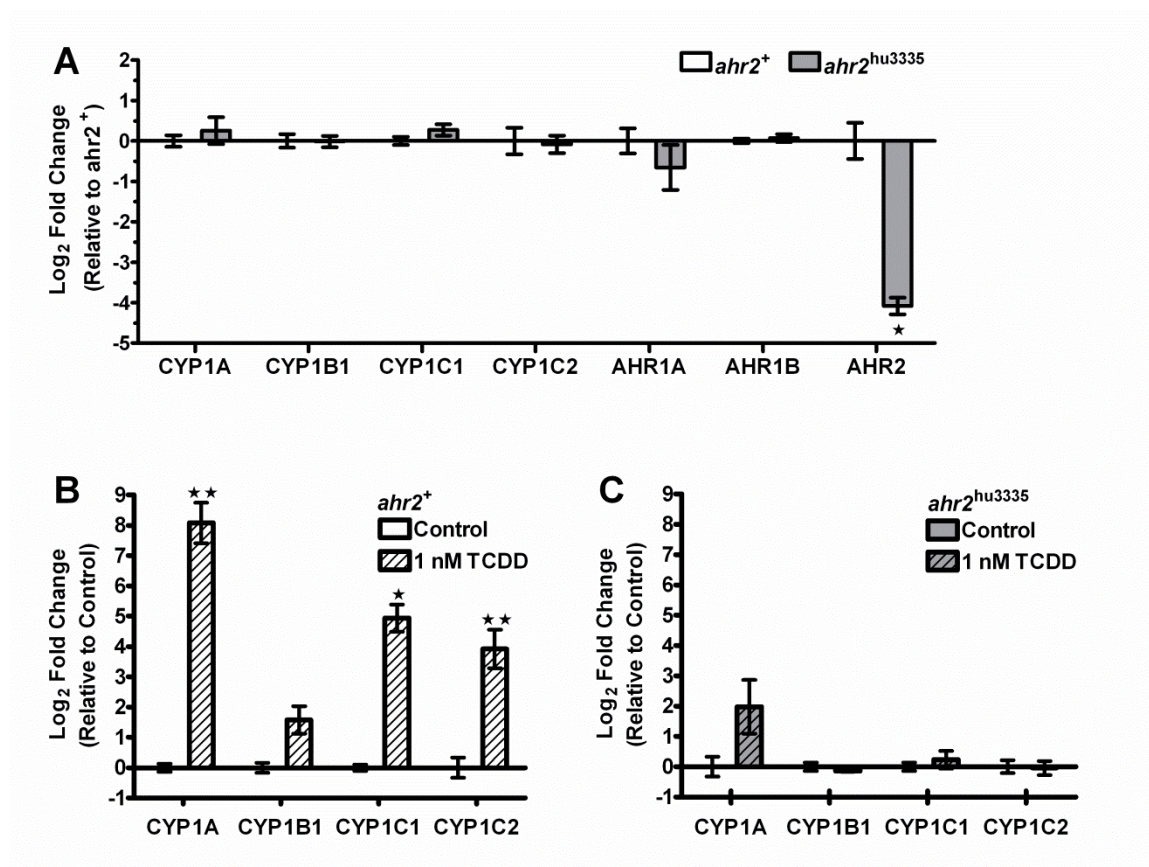 A
ahr2+
ahr2hu3335
Log2 Fold Change
(Relative to ahr2+)
2
1
0
-1
-2
-3
-4
-5
★
CYP1A CYP1B1 CYP1C1 CYP1C2 AHR1A AHR1B AHR2
B
ahr2+
Control
1 nM TCDD
Log2 Fold Change
(Relative to Control)
9
8
7
6
5
4
3
2
1
0
-1
★★
★
★★
CYP1A CYP1B1 CYP1C1 CYP1C2
C
ahr2hu3335
Control
1 nM TCDD
Log2 Fold Change
(Relative to Control)
9
8
7
6
5
4
3
2
1
0
-1
CYP1A CYP1B1 CYP1C1 CYP1C2